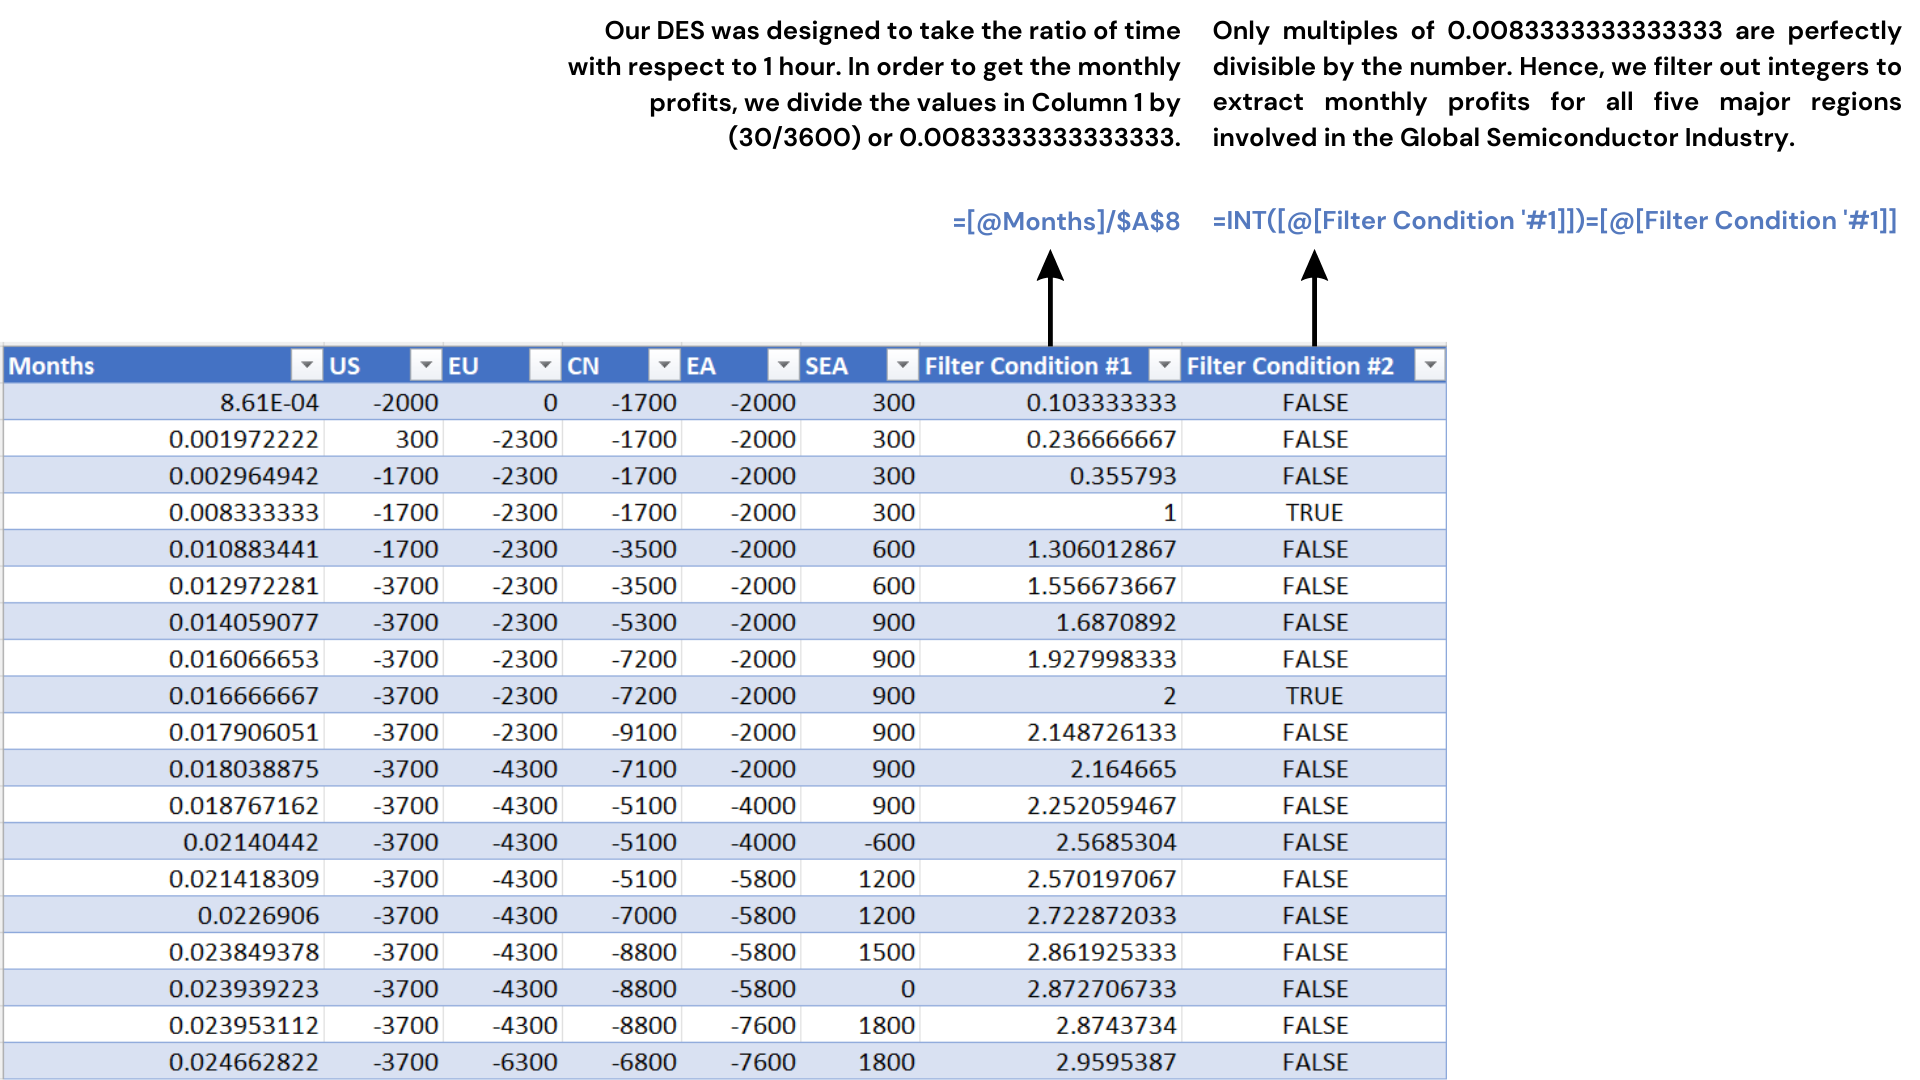 Our DES was designed to take the ratio of time
with respect to 1 hour. In order to get the monthly
profits, we divide the values in Column 1 by
(30/3600) or 0.0083333333333333.
Only multiples of 0.0083333333333333 are perfectly
divisible by the number. Hence, we filter out integers to
extract monthly profits for all five major regions
involved in the Global Semiconductor Industry.
=[@Months]/$A$8
=INT([@[Filter Condition '#1]])=[@[Filter Condition '#1]]
Months US EU CN EA SEA Filter Condition #1 Filter Condition #2
8.61E-04 -2000 0 -1700 -2000 300 0.103333333 FALSE
0.001972222 300 -2300 -1700 -2000 300 0.236666667 FALSE
0.002964942 -1700 -2300 -1700 -2000 300 0.355793 FALSE
0.008333333 -1700 -2300 -1700 -2000 300 1 TRUE
0.010883441 -1700 -2300 -3500 -2000 600 1.306012867 FALSE
0.012972281 -3700 -2300 -3500 -2000 600 1.556673667 FALSE
0.014059077 -3700 -2300 -5300 -2000 900 1.6870892 FALSE
0.016066653 -3700 -2300 -7200 -2000 900 1.927998333 FALSE
0.016666667 -3700 -2300 -7200 -2000 900 2 TRUE
0.017906051 -3700 -2300 -9100 -2000 900 2.148726133 FALSE
0.018038875 -3700 -4300 -7100 -2000 900 2.164665 FALSE
0.018767162 -3700 -4300 -5100 -4000 900 2.252059467 FALSE
0.02140442 -3700 -4300 -5100 -4000 -600 2.5685304 FALSE
0.021418309 -3700 -4300 -5100 -5800 1200 2.570197067 FALSE
0.0226906 -3700 -4300 -7000 -5800 1200 2.722872033 FALSE
0.023849378 -3700 -4300 -8800 -5800 1500 2.861925333 FALSE
0.023939223 -3700 -4300 -8800 -5800 0 2.872706733 FALSE
0.023953112 -3700 -4300 -8800 -7600 1800 2.8743734 FALSE
0.024662822 -3700 -6300 -6800 -7600 1800 2.9595387 FALSE